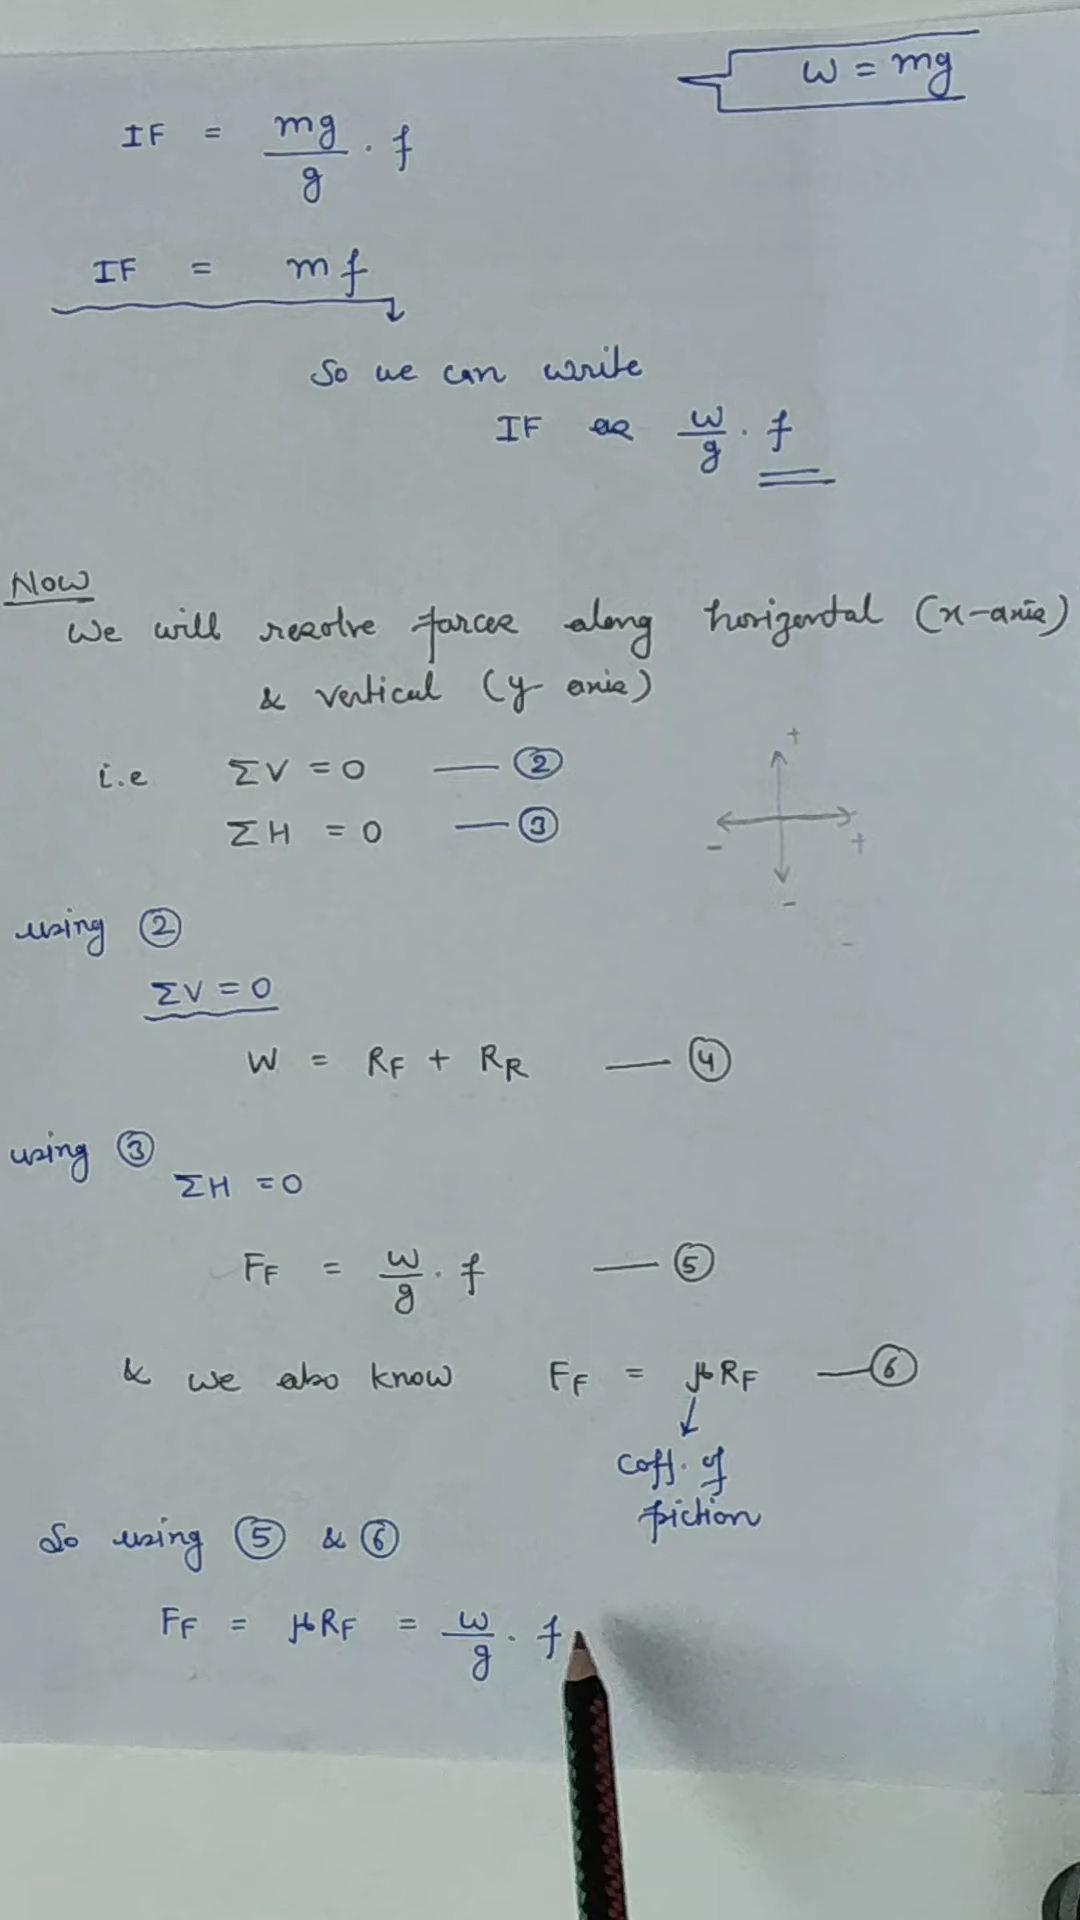 W = mg
IF = mg/g . f
IF = mf
So we can write
IF as W/g . f
Now
We will resolve forces along horizontal (x-axis)
& vertical (y-axis)
i.e ΣV = 0 — ②
ΣH = 0 — ③
+
- +
-
-
using ②
ΣV = 0
W = RF + RR — ④
using ③
ΣH = 0
FF = W/g . f — ⑤
& we also know FF = μRF — ⑥
Coff. of
friction
So using ⑤ & ⑥
FF = μRF = W/g . f